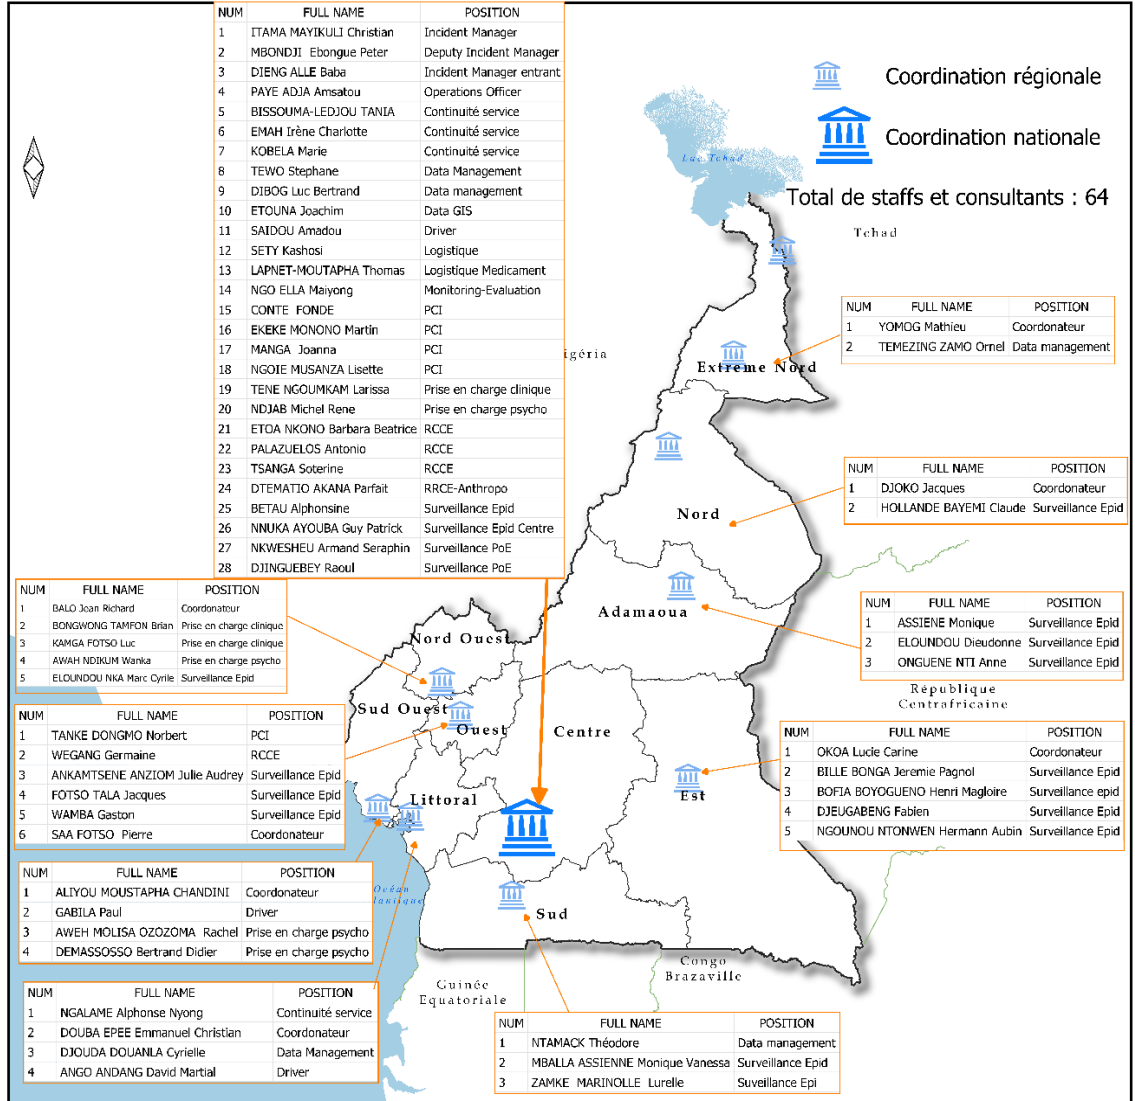 NUM FULL NAME POSITION
1 ITAMA MAYIKULI Christian Incident Manager
2 MBONDJI Ebongue Peter Deputy Incident Manager
3 DIENG ALLE Baba Incident Manager entrant
4 PAYE ADJA Amsatou Operations Officer
5 BISSOUMA-LEDJOU TANIA Continuité service
6 EMAH Irène Charlotte Continuité service
7 KOBELA Marie Continuité service
8 TEWO Stephane Data Management
9 DIBOG Luc Bertrand Data management
10 ETOUNA Joachim Data GIS
11 SAIDOU Amadou Driver
12 SETY Kashosi Logistique
13 LAPNET-MOUTAPHA Thomas Logistique Medicament
14 NGO ELLA Maiyong Monitoring-Evaluation
15 CONTE FONDE PCI
16 EKEKE MONONO Martin PCI
17 MANGA Joanna PCI
18 NGOIE MUSANZA Lisette PCI
19 TENE NGOUMKAM Larissa Prise en charge clinique
20 NDJAB Michel Rene Prise en charge psycho
21 ETOA NKONO Barbara Beatrice RCCE
22 PALAZUELOS Antonio RCCE
23 TSANGA Soterine RCCE
24 DTEMATIO AKANA Parfait RRCE-Anthropo
25 BETAU Alphonsine Surveillance Epid
26 NNUKA AYOUBA Guy Patrick Surveillance Epid Centre
27 NKWESHEU Armand Seraphin Surveillance PoE
28 DJINGUEBEY Raoul Surveillance PoE
Coordination régionale
Coordination nationale
Total de staffs et consultants : 64
Lac Tchad
Tchad
igéria
NUM FULL NAME POSITION
1 YOMOG Mathieu Coordonateur
2 TEMEZING ZAMO Ornel Data management
Extreme Nord
NUM FULL NAME POSITION
1 DJOKO Jacques Coordonateur
2 HOLLANDE BAYEMI Claude Surveillance Epid
Nord
NUM FULL NAME POSITION
1 BALO Jean Richard Coordonateur
2 BONGWONG TAMFON Brian Prise en charge clinique
3 KAMGA FOTSO Luc Prise en charge clinique
4 AWAH NDIKUM Wanka Prise en charge psycho
5 ELOUNDOU NKA Marc Cyrile Surveillance Epid
Adamaoua
NUM FULL NAME POSITION
1 ASSIENE Monique Surveillance Epid
2 ELOUNDOU Dieudonne Surveillance Epid
3 ONGUENE NTI Anne Surveillance Epid
Nord Ouest
République
Centrafricaine
Sud Ouest
Ouest
Centre
NUM FULL NAME POSITION
1 TANKE DONGMO Norbert PCI
2 WEGANG Germaine RCCE
3 ANKAMTSENE ANZIOM Julie Audrey Surveillance Epid
4 FOTSO TALA Jacques Surveillance Epid
5 WAMBA Gaston Surveillance Epid
6 SAA FOTSO Pierre Coordonateur
NUM FULL NAME POSITION
1 OKOA Lucie Carine Coordonateur
2 BILLE BONGA Jeremie Pagnol Surveillance Epid
3 BOFIA BOYOGUENO Henri Magloire Surveillance Epid
4 DJEUGABENG Fabien Surveillance Epid
5 NGOUNOU NTONWEN Hermann Aubin Surveillance Epid
Littoral
Est
NUM FULL NAME POSITION
1 ALIYOU MOUSTAPHA CHANDINI Coordonateur
2 GABILA Paul Driver
3 AWEH MOLISA OZOZOMA Rachel Prise en charge psycho
4 DEMASSOSSO Bertrand Didier Prise en charge psycho
Océan
lantique
Sud
Congo
Brazaville
Guinée
Equatoriale
NUM FULL NAME POSITION
1 NGALAME Alphonse Nyong Continuité service
2 DOUBA EPEE Emmanuel Christian Coordonateur
3 DJOUDA DOUANLA Cyrielle Data Management
4 ANGO ANDANG David Martial Driver
NUM FULL NAME POSITION
1 NTAMACK Théodore Data management
2 MBALLA ASSIENNE Monique Vanessa Surveillance Epid
3 ZAMKE MARINOLLE Lurelle Suveillance Epi